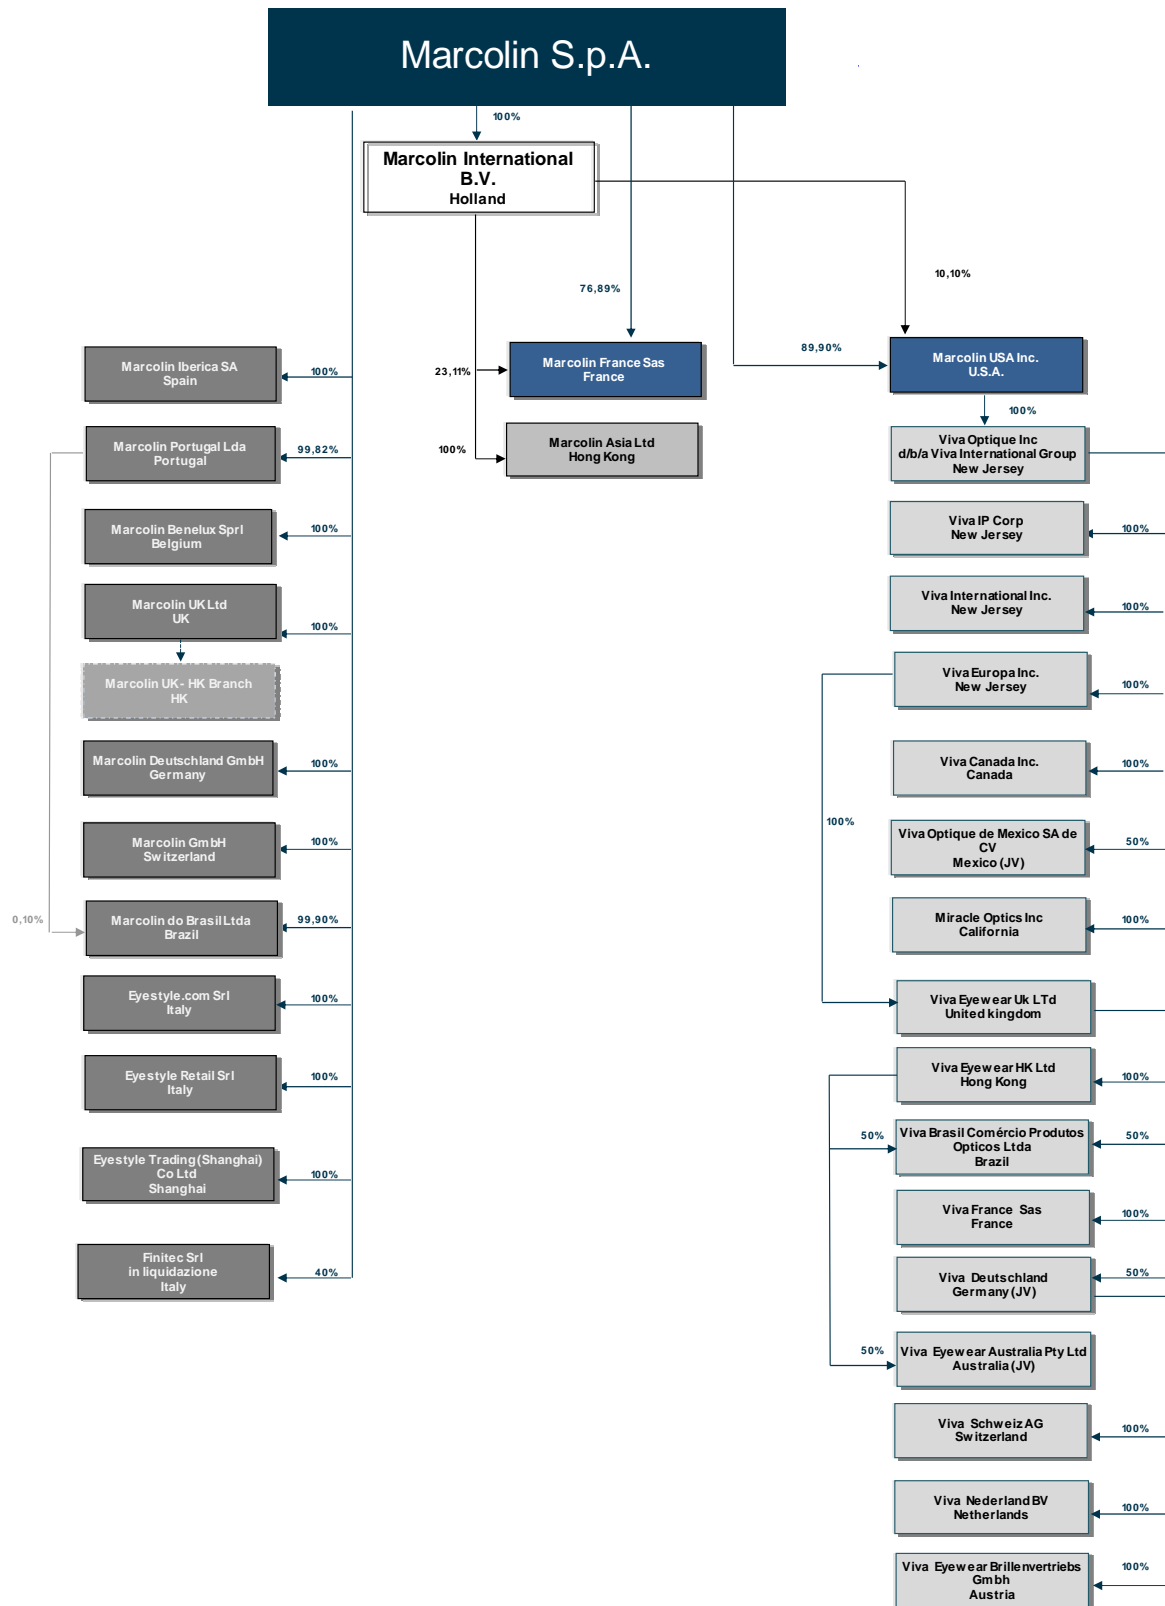 Marcolin S.p.A.
100%
Marcolin International
B.V.
Holland
10,10%
76,89%
89,90%
23,11%
Marcolin France Sas
France
Marcolin USA Inc.
U.S.A.
100%
100%
Marcolin Asia Ltd
Hong Kong
Marcolin Iberica SA
Spain
100%
Marcolin Portugal Lda
Portugal
99,82%
Marcolin Benelux Sprl
Belgium
100%
Marcolin UK Ltd
UK
100%
Marcolin UK - HK Branch
HK
Marcolin Deutschland GmbH
Germany
100%
Marcolin GmbH
Switzerland
100%
0,10%
Marcolin do Brasil Ltda
Brazil
99,90%
Eyestyle.com Srl
Italy
100%
Eyestyle Retail Srl
Italy
100%
Eyestyle Trading (Shanghai)
Co Ltd
Shanghai
100%
Finitec Srl
in liquidazione
Italy
40%
Viva Optique Inc
d/b/a Viva International Group
New Jersey
Viva IP Corp
New Jersey
100%
Viva International Inc.
New Jersey
100%
Viva Europa Inc.
New Jersey
100%
Viva Canada Inc.
Canada
100%
100%
Viva Optique de Mexico SA de
CV
Mexico (JV)
50%
Miracle Optics Inc
California
100%
Viva Eyewear Uk LTd
United kingdom
Viva Eyewear HK Ltd
Hong Kong
100%
50%
Viva Brasil Comércio Produtos
Opticos Ltda
Brazil
50%
Viva France Sas
France
100%
Viva Deutschland
Germany (JV)
50%
50%
Viva Eyewear Australia Pty Ltd
Australia (JV)
Viva Schweiz AG
Switzerland
100%
Viva Nederland BV
Netherlands
100%
Viva Eyewear Brillenvertriebs
Gmbh
Austria
100%